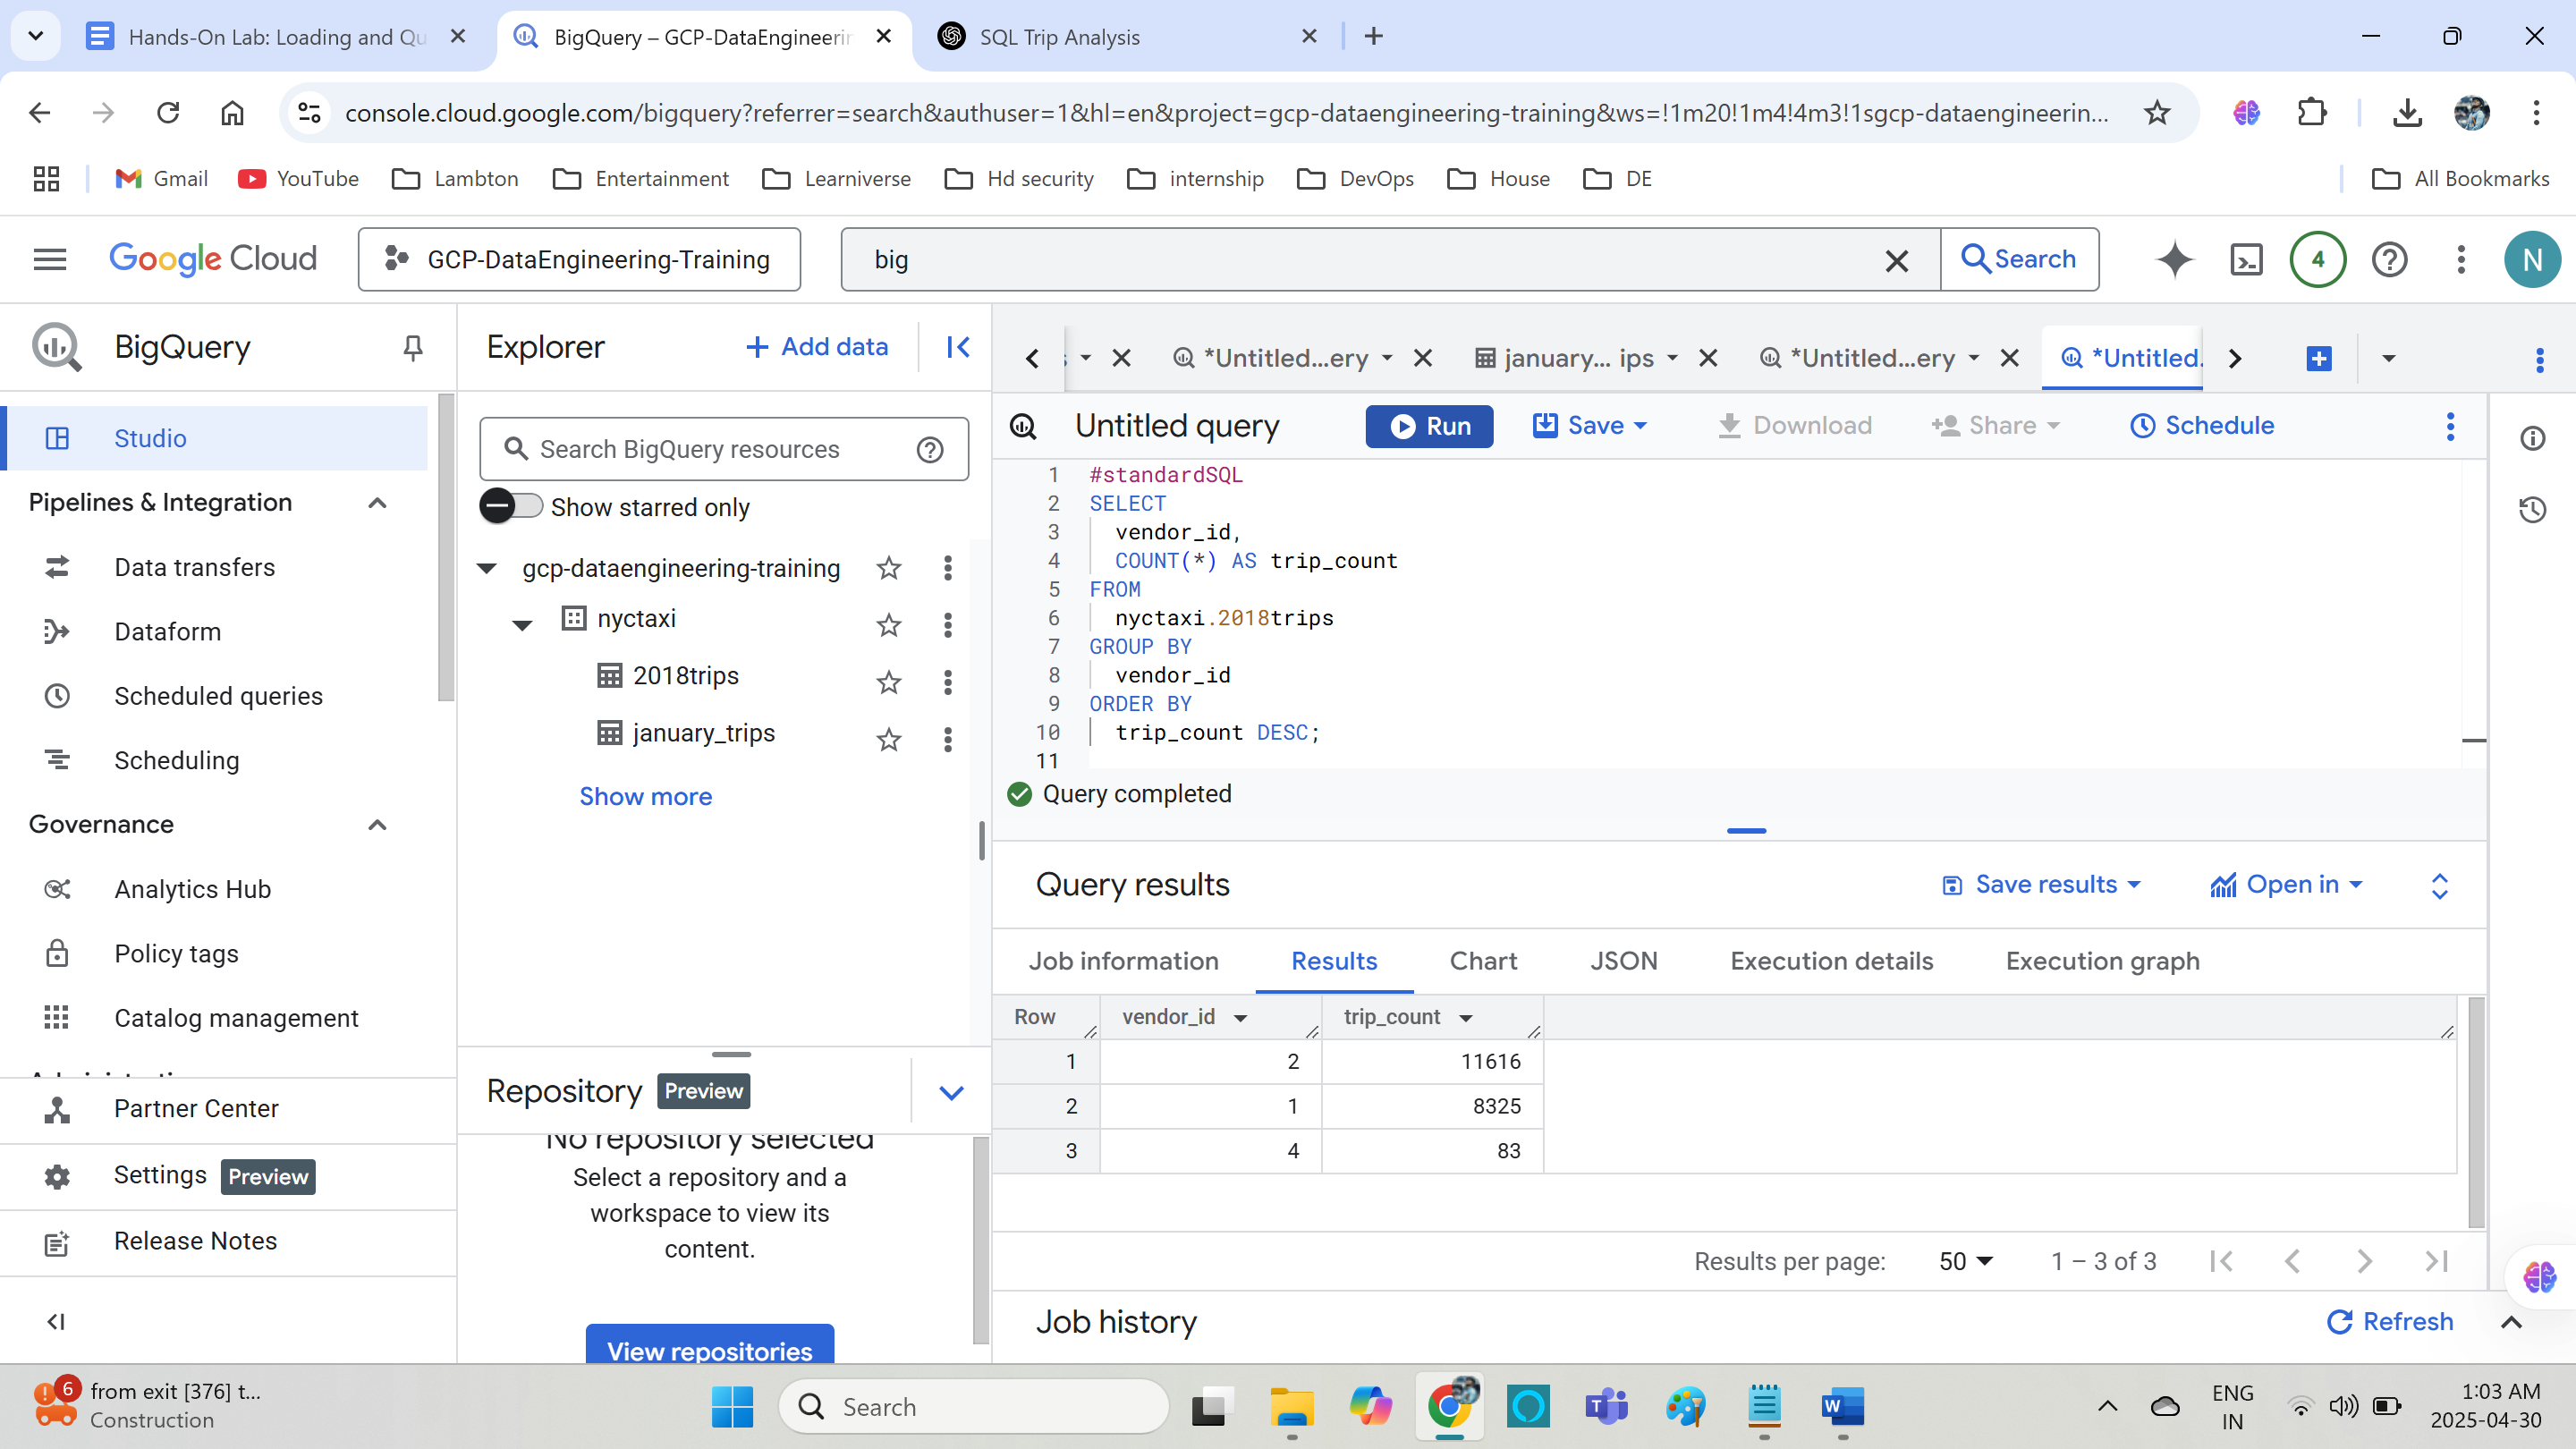 Hands-On Lab: Loading and Qu
BigQuery – GCP-DataEngineerin
SQL Trip Analysis
console.cloud.google.com/bigquery?referrer=search&authuser=1&hl=en&project=gcp-dataengineering-training&ws=!1m20!1m4!4m3!1sgcp-dataengineerin...
Gmail
YouTube
Lambton
Entertainment
Learniverse
Hd security
internship
DevOps
House
DE
All Bookmarks
Google Cloud
GCP-DataEngineering-Training
big
Search
4
N
BigQuery
Studio
Pipelines & Integration
Data transfers
Dataform
Scheduled queries
Scheduling
Governance
Analytics Hub
Policy tags
Catalog management
Partner Center
Settings Preview
Release Notes
Explorer
+ Add data
Search BigQuery resources
Show starred only
gcp-dataengineering-training
nyctaxi
2018trips
january_trips
Show more
Repository Preview
No repository selected
Select a repository and a
workspace to view its
content.
View repositories
*Untitled...ery
january... ips
*Untitled...ery
*Untitled.
Untitled query
Run
Save
Download
Share
Schedule
1 #standardSQL
2 SELECT
3 vendor_id,
4 COUNT(*) AS trip_count
5 FROM
6 nyctaxi.2018trips
7 GROUP BY
8 vendor_id
9 ORDER BY
10 trip_count DESC;
11
Query completed
Query results
Save results
Open in
Job information
Results
Chart
JSON
Execution details
Execution graph
Row vendor_id trip_count
1 2 11616
2 1 8325
3 4 83
Results per page: 50 1 – 3 of 3
Job history
Refresh
6
from exit [376] t...
Construction
Search
ENG
IN
1:03 AM
2025-04-30